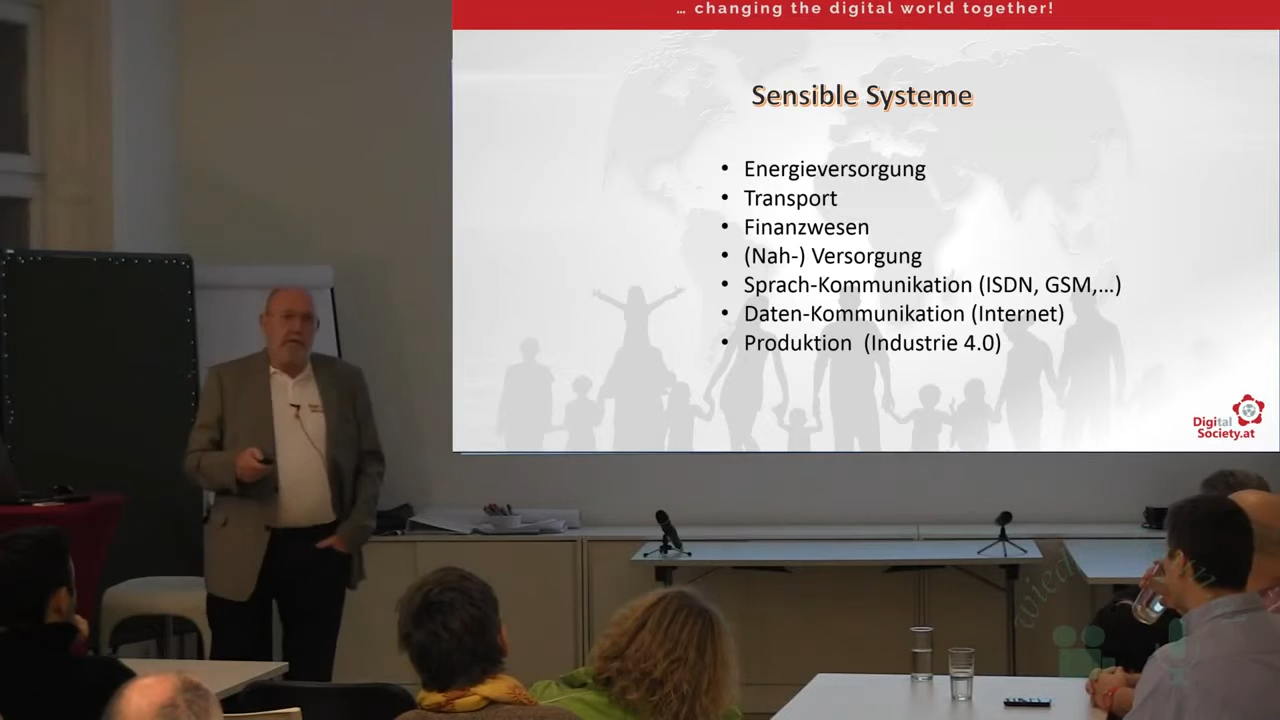 … changing the digital world together!
Sensible Systeme
• Energieversorgung
• Transport
• Finanzwesen
• (Nah-) Versorgung
• Sprach-Kommunikation (ISDN, GSM,…)
• Daten-Kommunikation (Internet)
• Produktion (Industrie 4.0)
Digital
Society.at